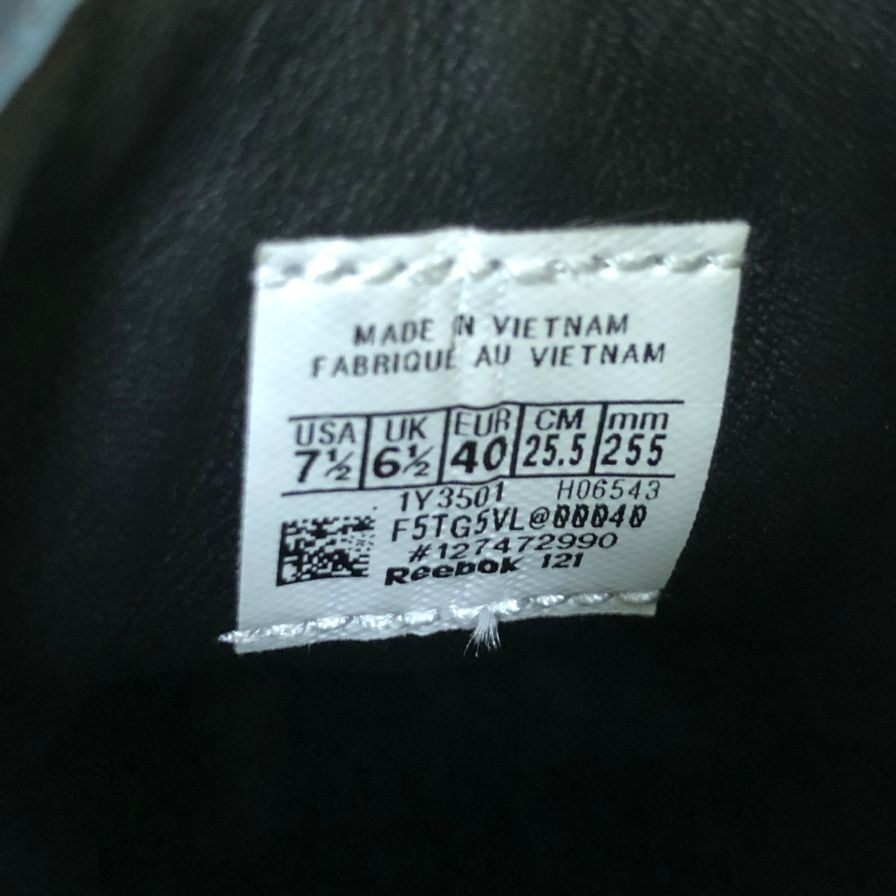 MADE IN VIETNAM
FABRIQUÉ AU VIETNAM
USA UK EUR CM mm
7½ 6½ 40 25.5 255
1Y3501 H06543
F5TG5VL@00040
#127472990
Reebok 121